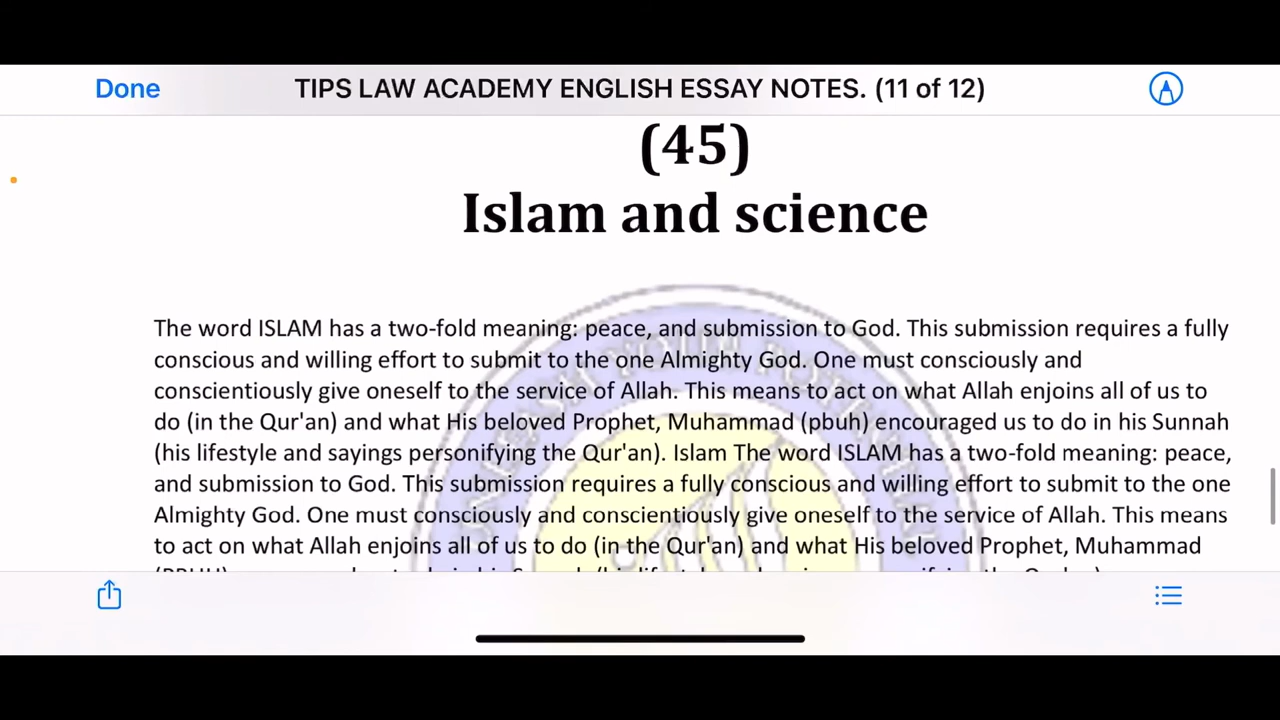 Done
TIPS LAW ACADEMY ENGLISH ESSAY NOTES. (11 of 12)
(45)
Islam and science
The word ISLAM has a two-fold meaning: peace, and submission to God. This submission requires a fully
conscious and willing effort to submit to the one Almighty God. One must consciously and
conscientiously give oneself to the service of Allah. This means to act on what Allah enjoins all of us to
do (in the Qur'an) and what His beloved Prophet, Muhammad (pbuh) encouraged us to do in his Sunnah
(his lifestyle and sayings personifying the Qur'an). Islam The word ISLAM has a two-fold meaning: peace,
and submission to God. This submission requires a fully conscious and willing effort to submit to the one
Almighty God. One must consciously and conscientiously give oneself to the service of Allah. This means
to act on what Allah enjoins all of us to do (in the Qur'an) and what His beloved Prophet, Muhammad